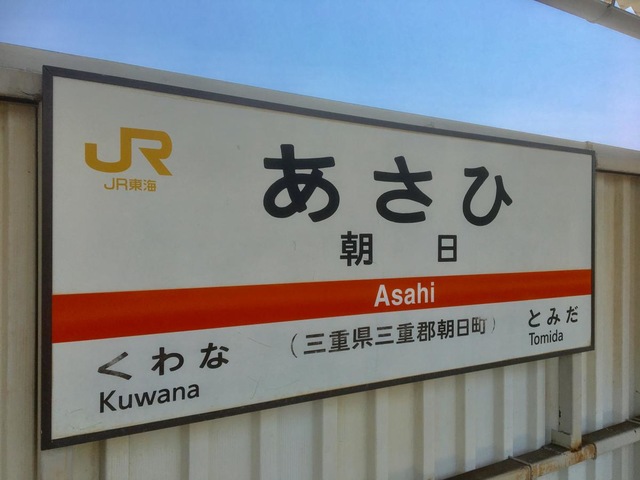 JR
JR東海
あさひ
朝日
Asahi
くわな
Kuwana
(三重県三重郡朝日町)
とみだ
Tomida